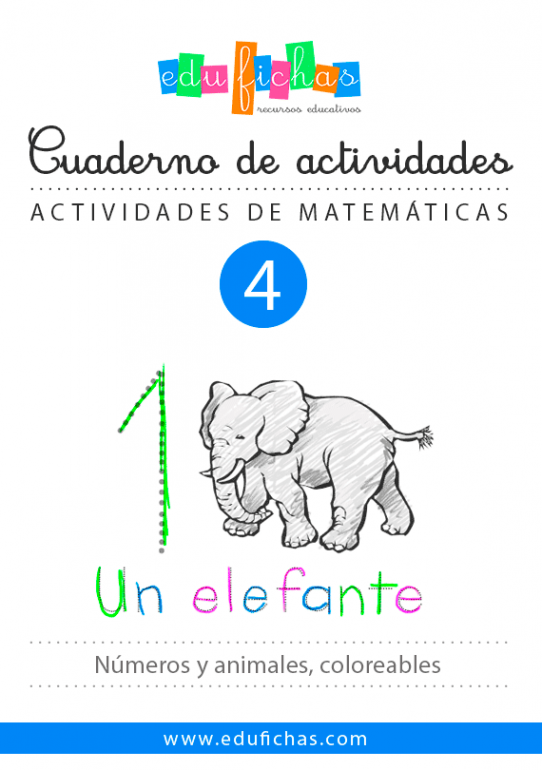 edufichas
recursos educativos
Cuaderno de actividades
ACTIVIDADES DE MATEMÁTICAS
4
1
Un elefante
Números y animales, coloreables
www.edufichas.com